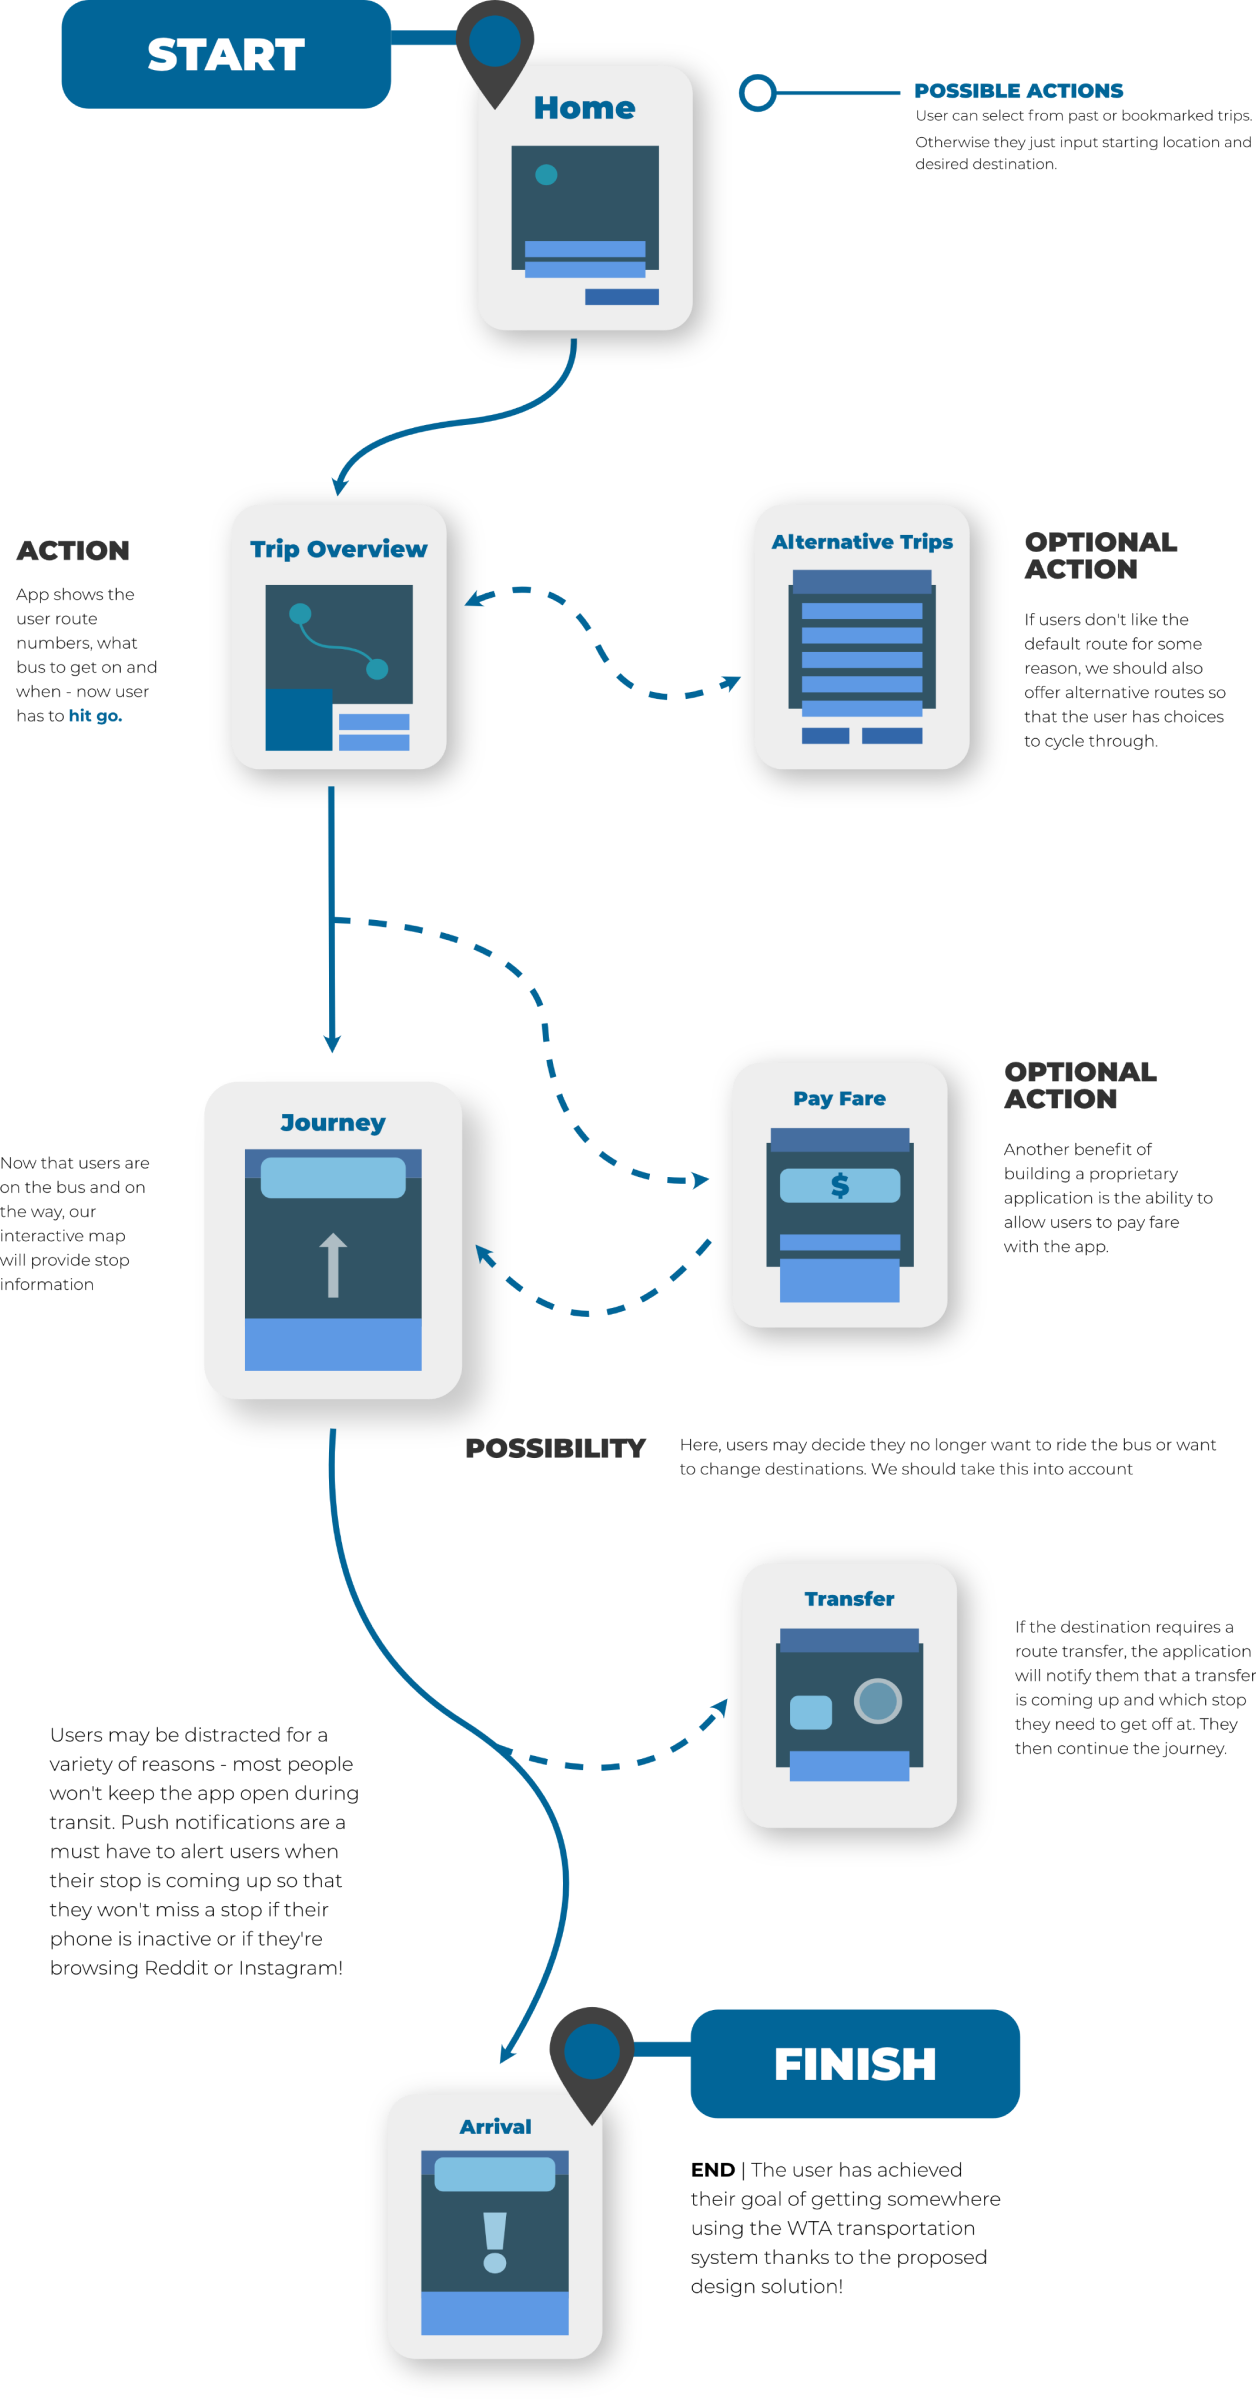 START
Home
POSSIBLE ACTIONS
User can select from past or bookmarked trips.
Otherwise they just input starting location and
desired destination.
ACTION
App shows the
user route
numbers, what
bus to get on and
when - now user
has to hit go.
Trip Overview
Alternative Trips
OPTIONAL
ACTION
If users don't like the
default route for some
reason, we should also
offer alternative routes so
that the user has choices
to cycle through.
Journey
Now that users are
on the bus and on
the way, our
interactive map
will provide stop
information
Pay Fare
$
OPTIONAL
ACTION
Another benefit of
building a proprietary
application is the ability to
allow users to pay fare
with the app.
POSSIBILITY
Here, users may decide they no longer want to ride the bus or want
to change destinations. We should take this into account
Transfer
If the destination requires a
route transfer, the application
will notify them that a transfer
is coming up and which stop
they need to get off at. They
then continue the journey.
Users may be distracted for a
variety of reasons - most people
won't keep the app open during
transit. Push notifications are a
must have to alert users when
their stop is coming up so that
they won't miss a stop if their
phone is inactive or if they're
browsing Reddit or Instagram!
FINISH
Arrival
!
END | The user has achieved
their goal of getting somewhere
using the WTA transportation
system thanks to the proposed
design solution!